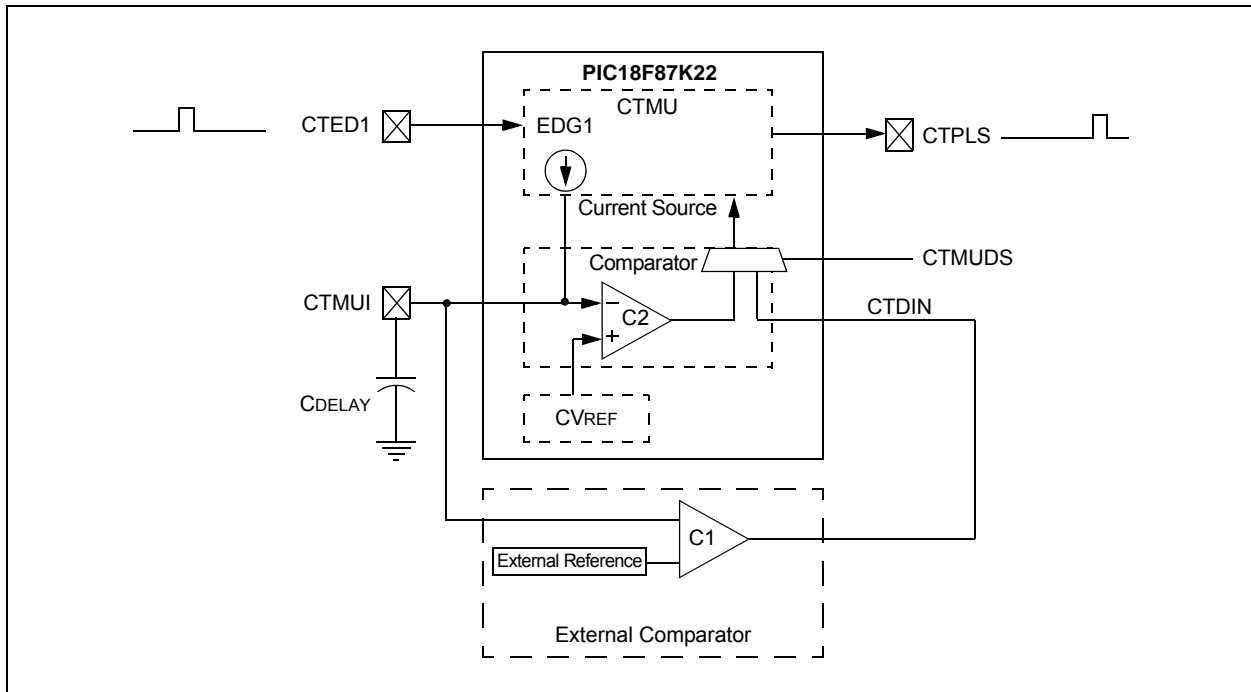 PIC18F87K22
CTMU
CTED1
EDG1
CTPLS
Current Source
Comparator
CTMUDS
CTMUI
C2
CTDIN
CDELAY
CVREF
C1
External Reference
External Comparator